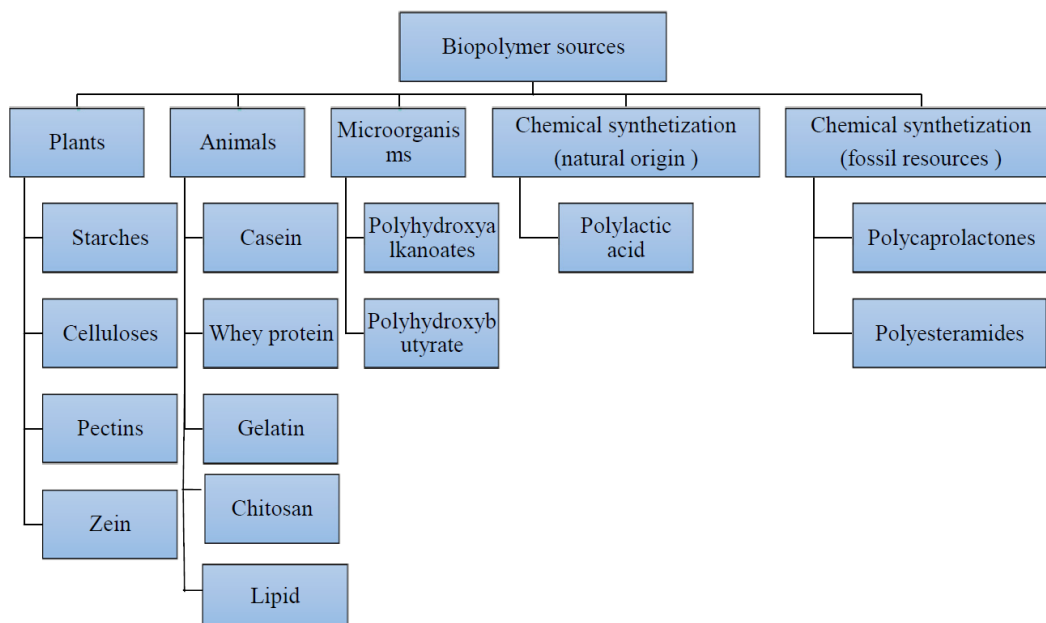 Biopolymer sources
Plants
Animals
Microorganis
ms
Chemical synthetization
(natural origin )
Chemical synthetization
(fossil resources )
Starches
Celluloses
Pectins
Zein
Casein
Whey protein
Gelatin
Chitosan
Lipid
Polyhydroxya
lkanoates
Polyhydroxyb
utyrate
Polylactic
acid
Polycaprolactones
Polyesteramides